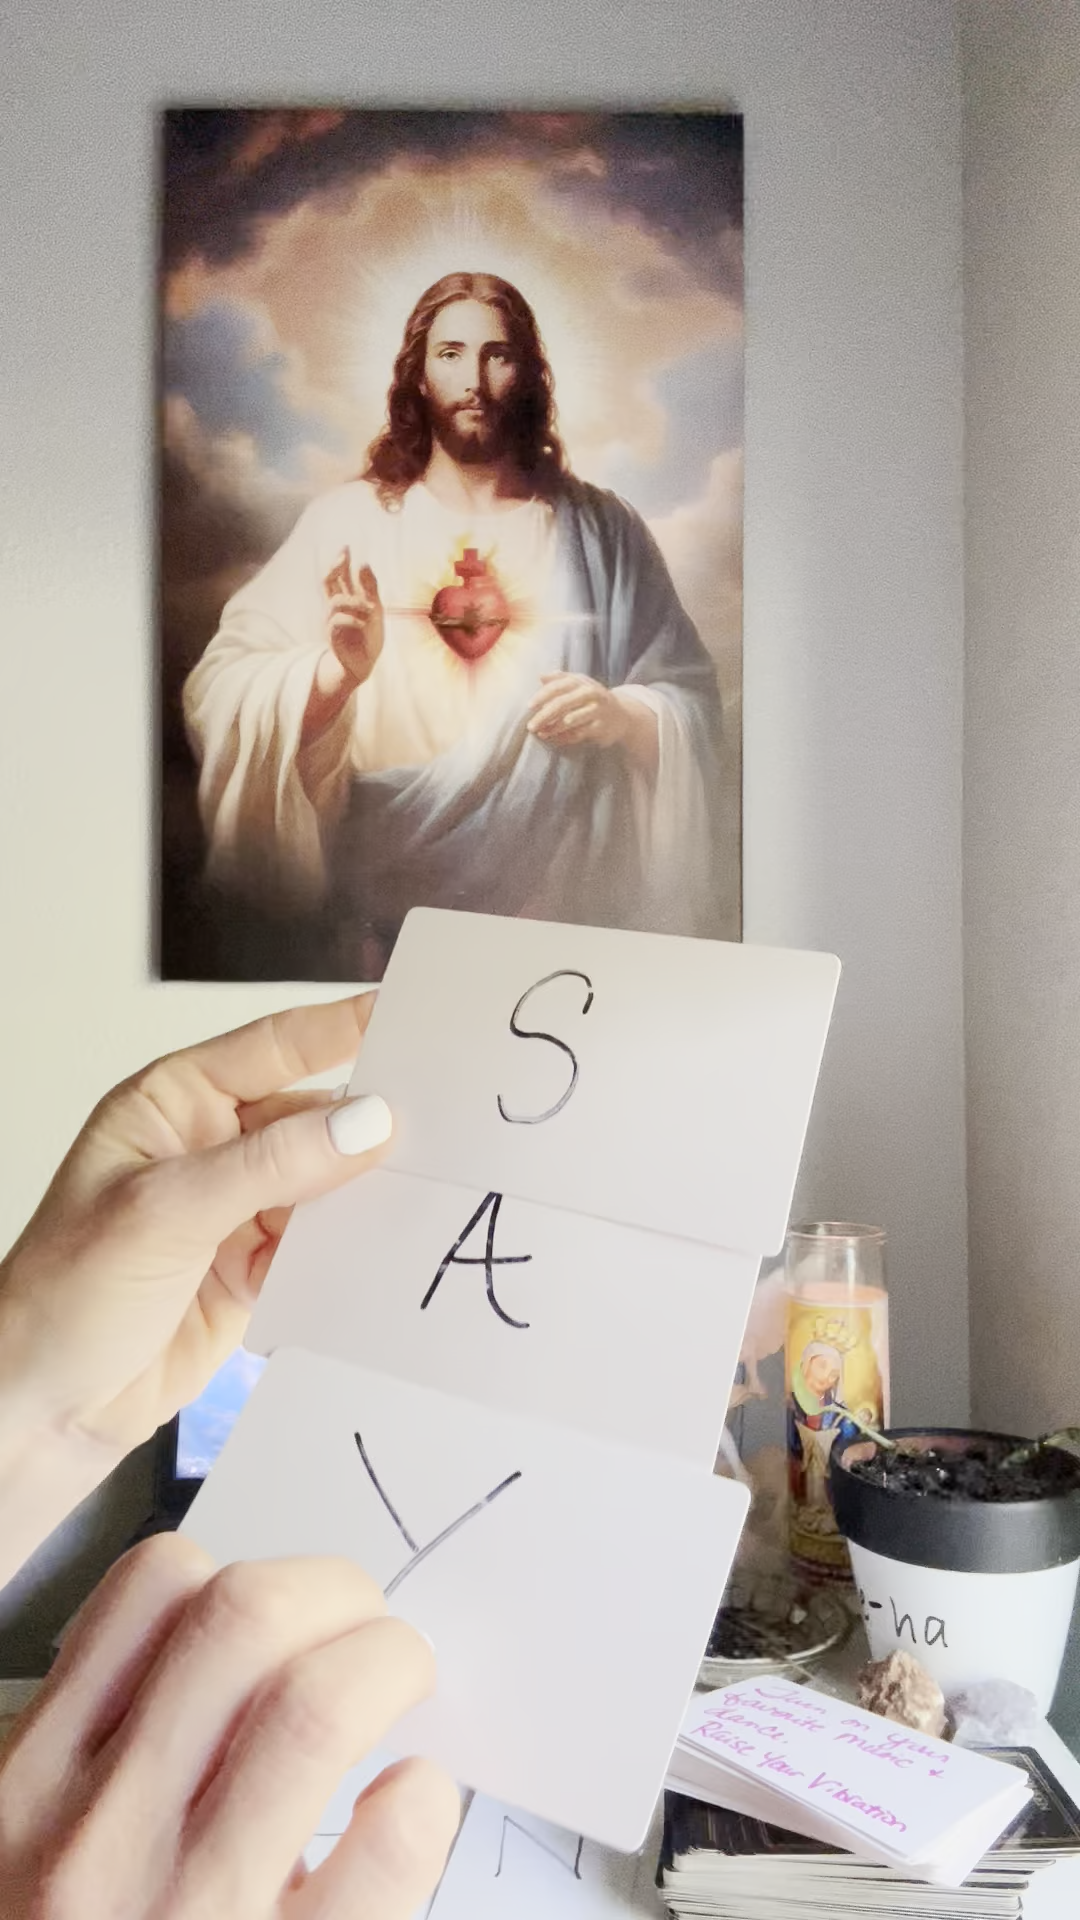 S
A
Y
-ha
Turn on your
favorite music +
dance.
Raise Your Vibration
N